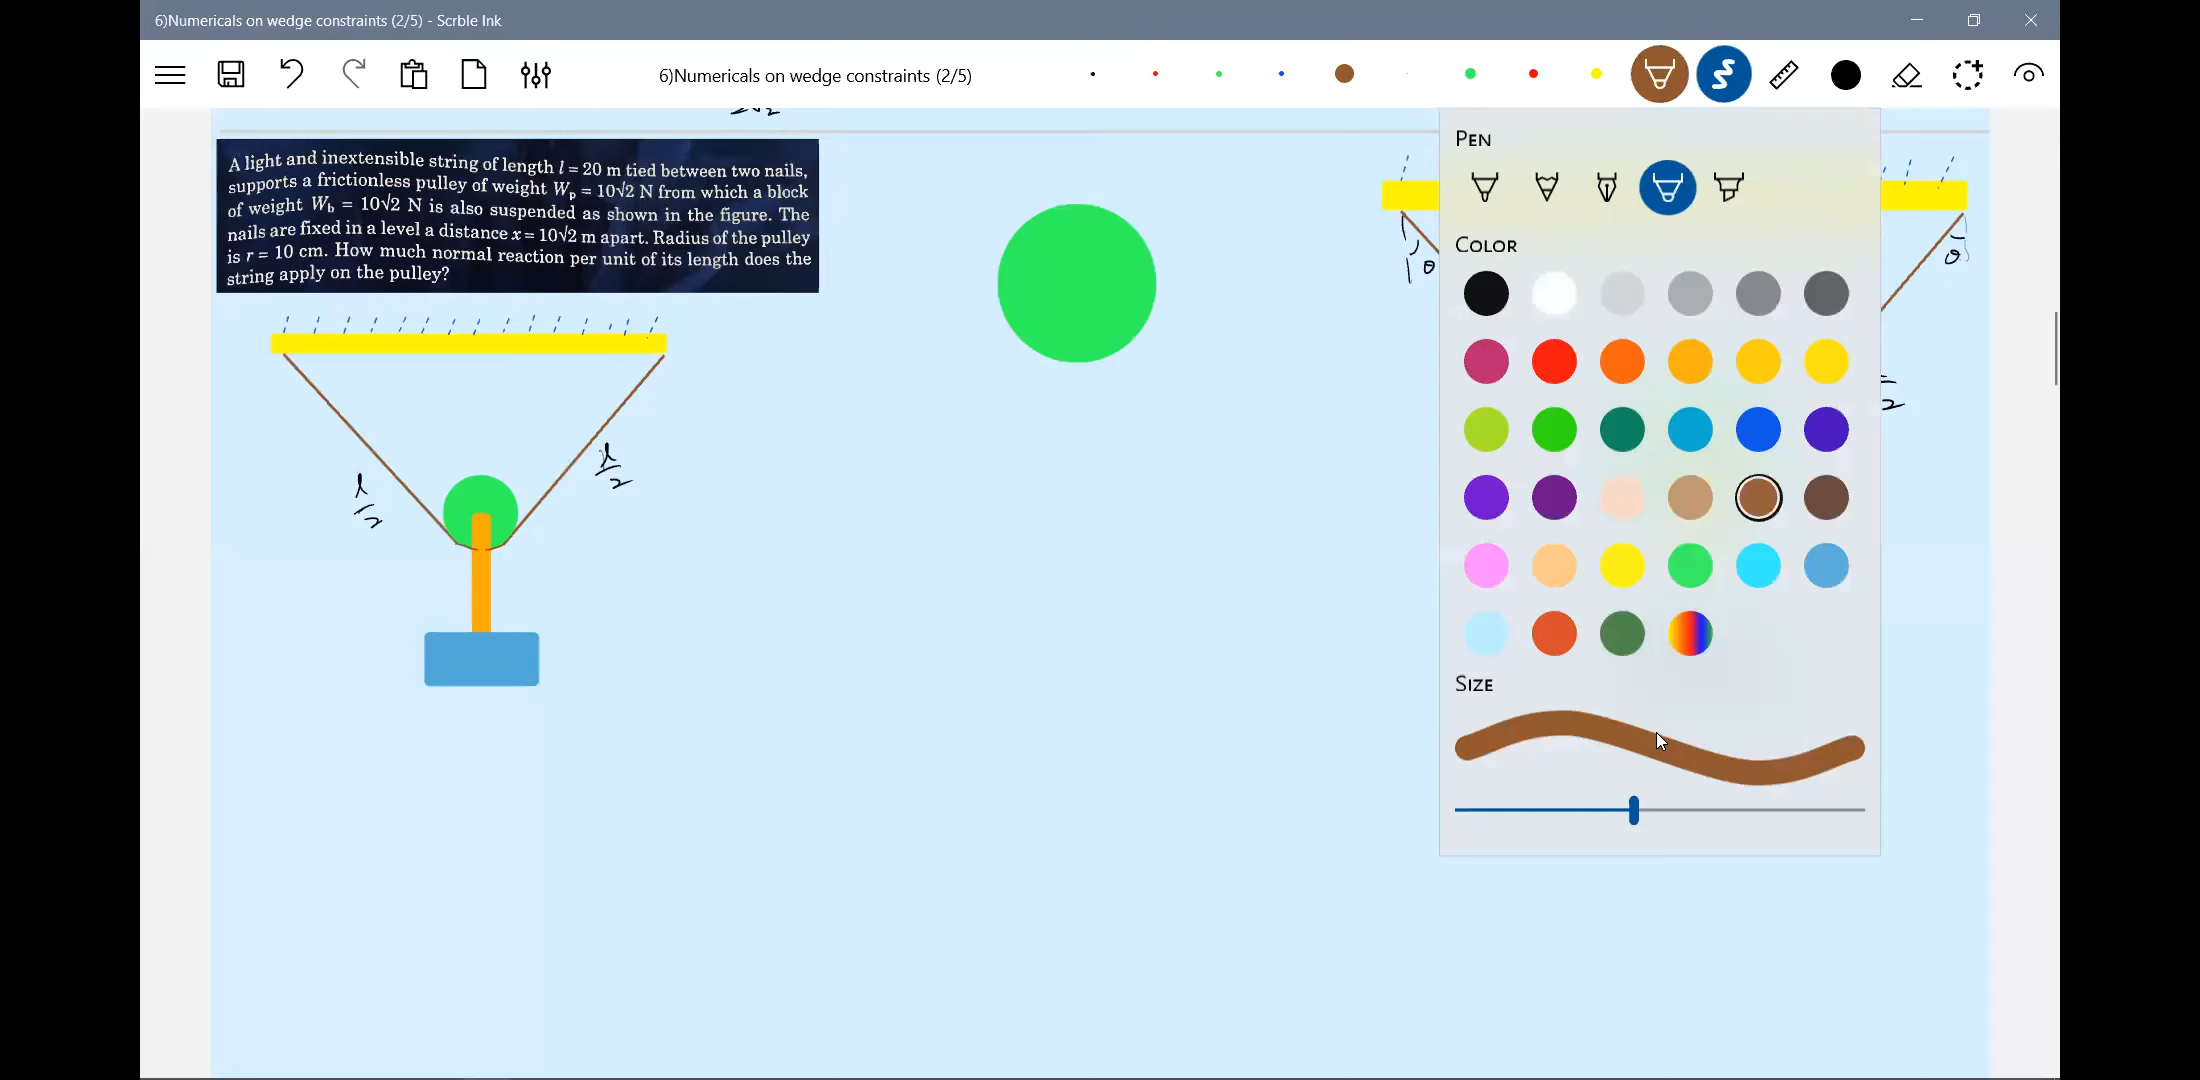 6)Numericals on wedge constraints (2/5) - Scrble Ink
6)Numericals on wedge constraints (2/5)
2√2
A light and inextensible string of length l = 20 m tied between two nails,
supports a frictionless pulley of weight Wp = 10√2 N from which a block
of weight Wb = 10√2 N is also suspended as shown in the figure. The
nails are fixed in a level a distance x = 10√2 m apart. Radius of the pulley
is r = 10 cm. How much normal reaction per unit of its length does the
string apply on the pulley?
l/2
l/2
θ
θ
2
PEN
COLOR
SIZE